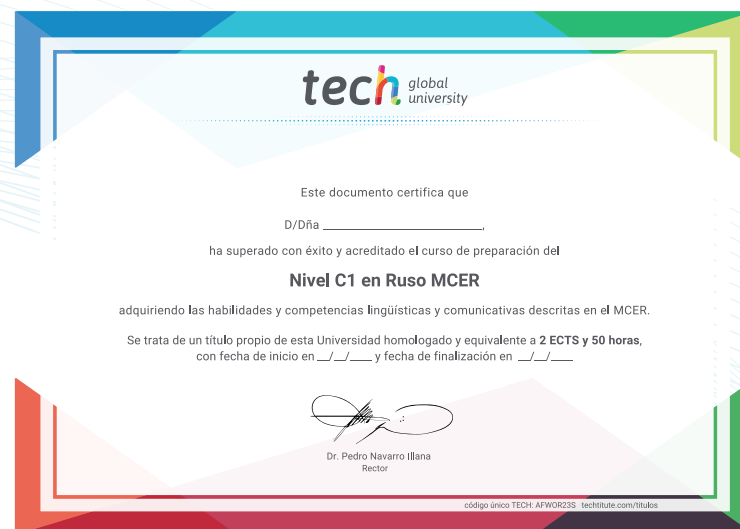 tech global university
Este documento certifica que
D/Dña ____________________,
ha superado con éxito y acreditado el curso de preparación del
Nivel C1 en Ruso MCER
adquiriendo las habilidades y competencias lingüísticas y comunicativas descritas en el MCER.
Se trata de un título propio de esta Universidad homologado y equivalente a 2 ECTS y 50 horas,
con fecha de inicio en __/__/____ y fecha de finalización en __/__/____
Dr. Pedro Navarro Illana
Rector
código único TECH: AFWOR23S techtitute.com/titulos